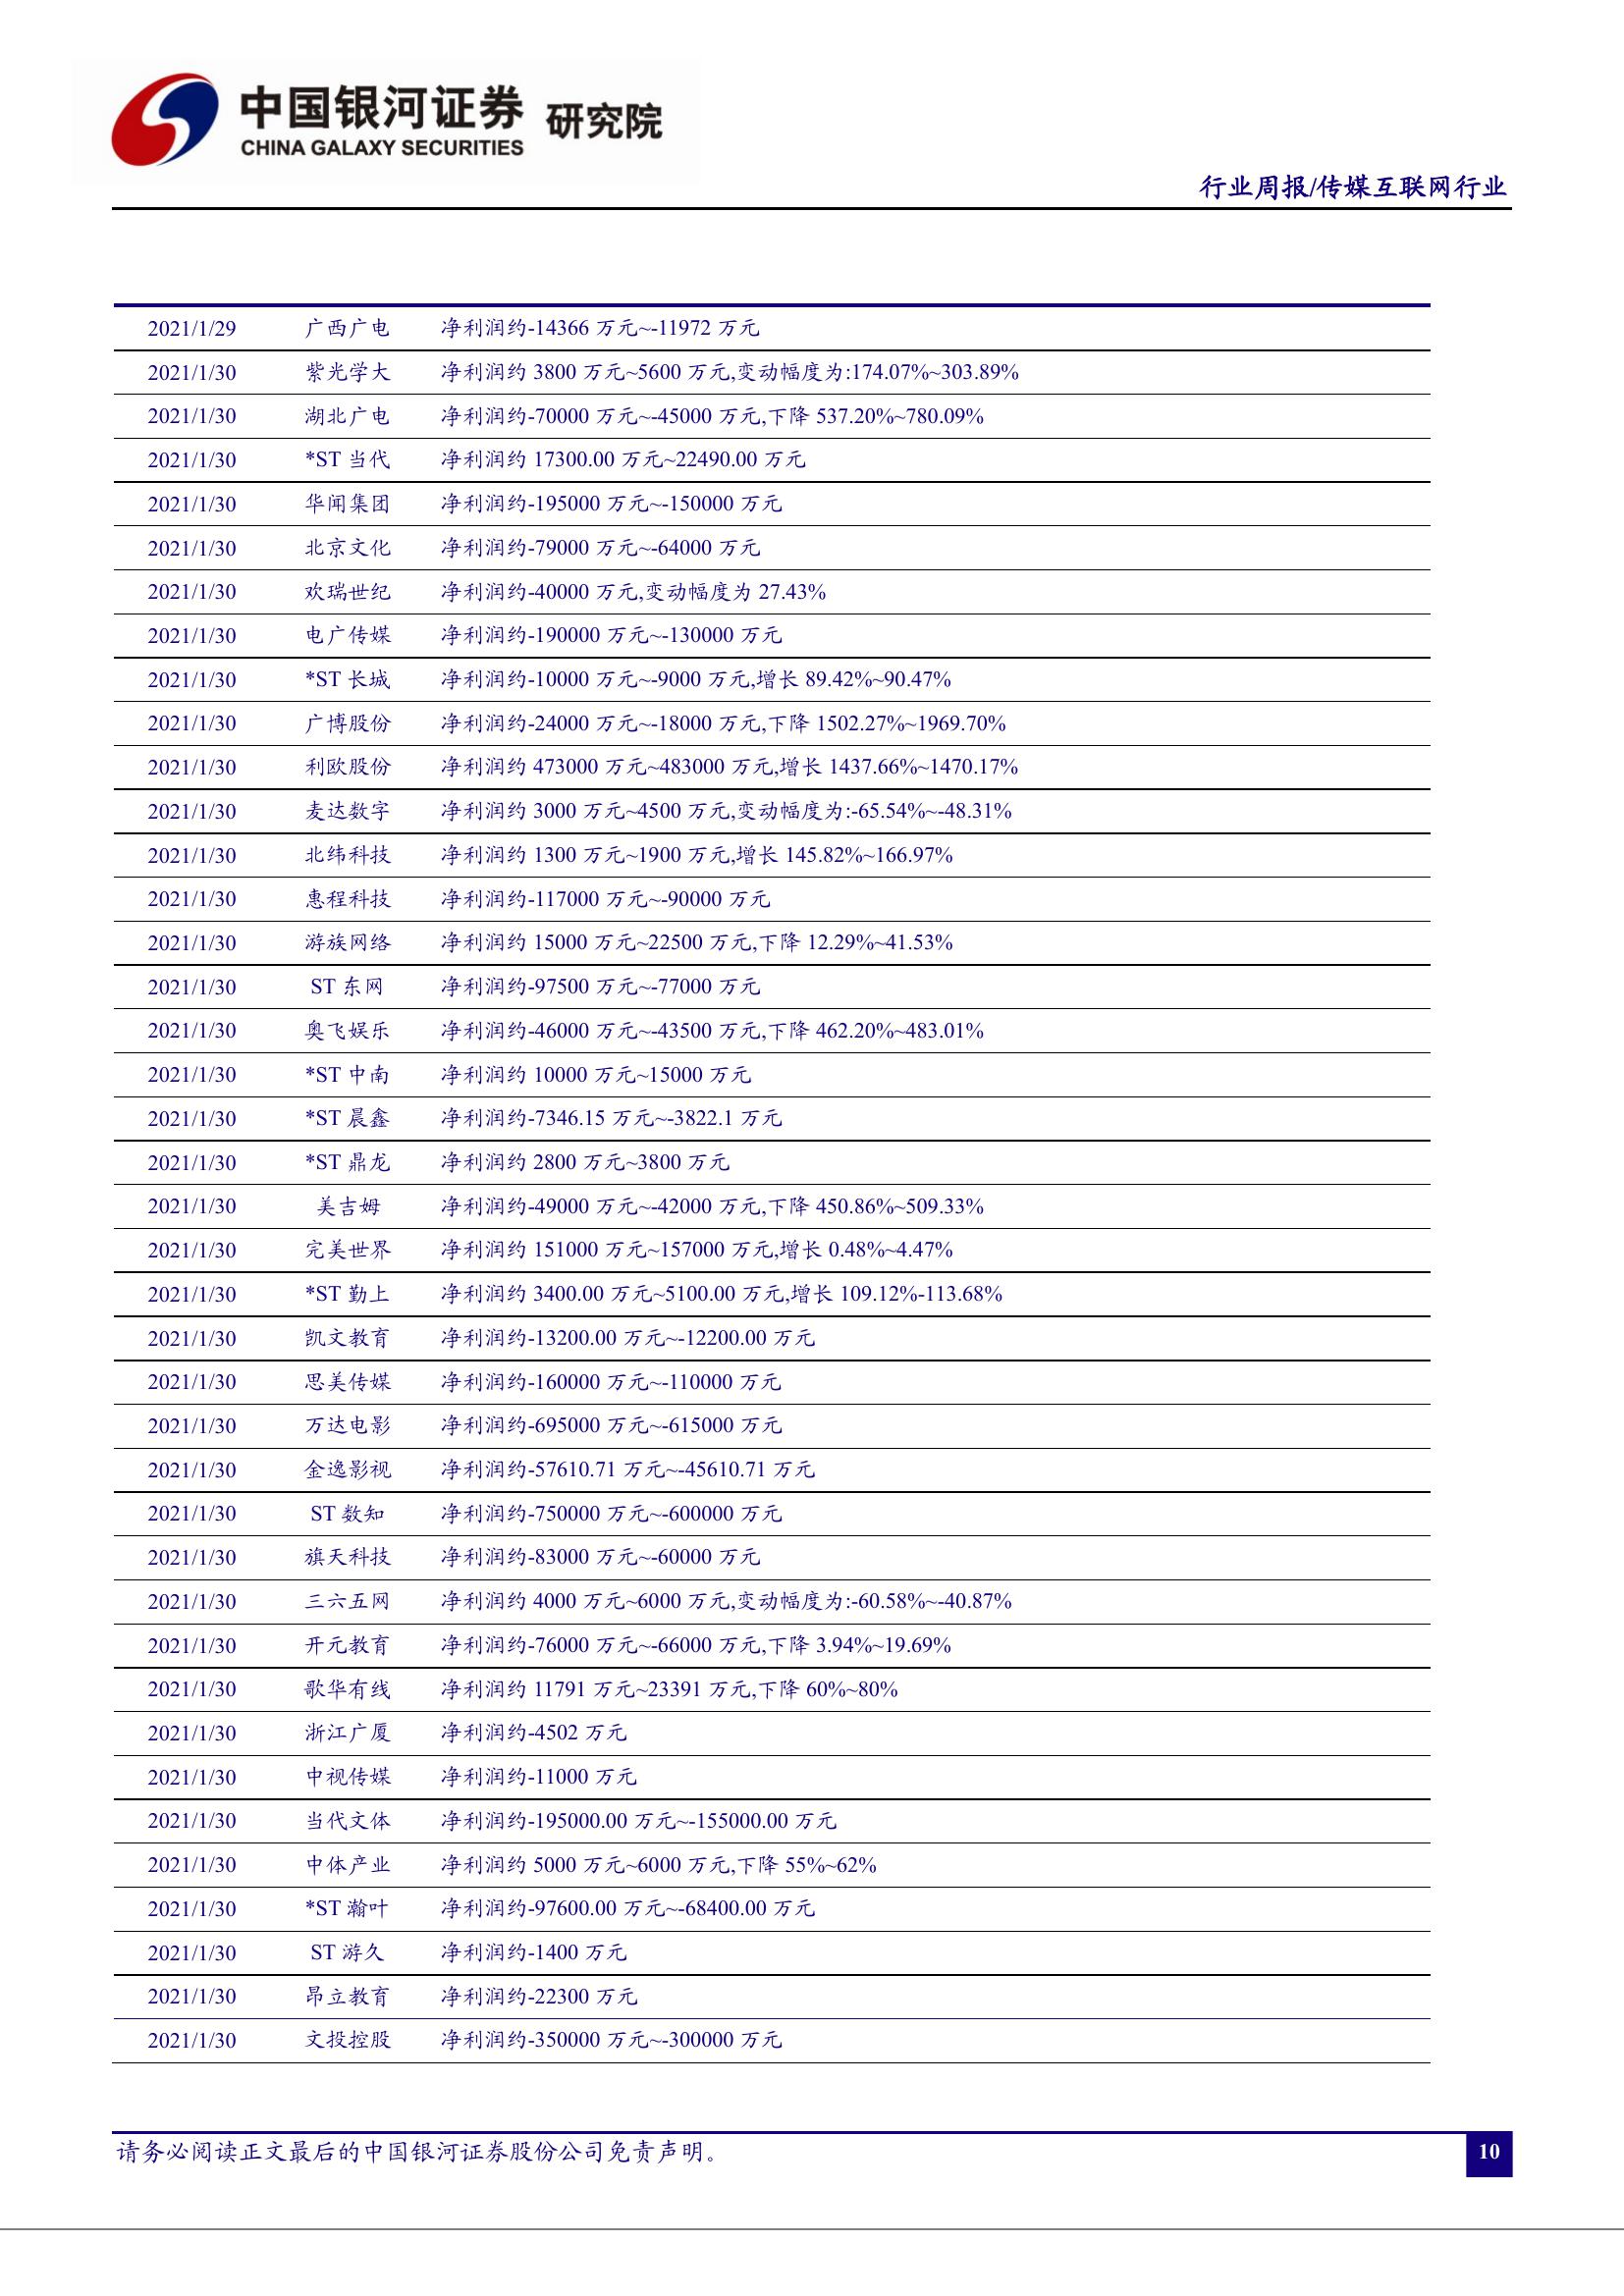 中国银河证券 研究院
CHINA GALAXY SECURITIES
行业周报/传媒互联网行业
2021/1/29 广西广电 净利润约-14366 万元~-11972 万元
2021/1/30 紫光学大 净利润约 3800 万元~5600 万元,变动幅度为:174.07%~303.89%
2021/1/30 湖北广电 净利润约-70000 万元~-45000 万元,下降 537.20%~780.09%
2021/1/30 *ST 当代 净利润约 17300.00 万元~22490.00 万元
2021/1/30 华闻集团 净利润约-195000 万元~-150000 万元
2021/1/30 北京文化 净利润约-79000 万元~-64000 万元
2021/1/30 欢瑞世纪 净利润约-40000 万元,变动幅度为 27.43%
2021/1/30 电广传媒 净利润约-190000 万元~-130000 万元
2021/1/30 *ST 长城 净利润约-10000 万元~-9000 万元,增长 89.42%~90.47%
2021/1/30 广博股份 净利润约-24000 万元~-18000 万元,下降 1502.27%~1969.70%
2021/1/30 利欧股份 净利润约 473000 万元~483000 万元,增长 1437.66%~1470.17%
2021/1/30 麦达数字 净利润约 3000 万元~4500 万元,变动幅度为:-65.54%~-48.31%
2021/1/30 北纬科技 净利润约 1300 万元~1900 万元,增长 145.82%~166.97%
2021/1/30 惠程科技 净利润约-117000 万元~-90000 万元
2021/1/30 游族网络 净利润约 15000 万元~22500 万元,下降 12.29%~41.53%
2021/1/30 ST 东网 净利润约-97500 万元~-77000 万元
2021/1/30 奥飞娱乐 净利润约-46000 万元~-43500 万元,下降 462.20%~483.01%
2021/1/30 *ST 中南 净利润约 10000 万元~15000 万元
2021/1/30 *ST 晨鑫 净利润约-7346.15 万元~-3822.1 万元
2021/1/30 *ST 鼎龙 净利润约 2800 万元~3800 万元
2021/1/30 美吉姆 净利润约-49000 万元~-42000 万元,下降 450.86%~509.33%
2021/1/30 完美世界 净利润约 151000 万元~157000 万元,增长 0.48%~4.47%
2021/1/30 *ST 勤上 净利润约 3400.00 万元~5100.00 万元,增长 109.12%-113.68%
2021/1/30 凯文教育 净利润约-13200.00 万元~-12200.00 万元
2021/1/30 思美传媒 净利润约-160000 万元~-110000 万元
2021/1/30 万达电影 净利润约-695000 万元~-615000 万元
2021/1/30 金逸影视 净利润约-57610.71 万元~-45610.71 万元
2021/1/30 ST 数知 净利润约-750000 万元~-600000 万元
2021/1/30 旗天科技 净利润约-83000 万元~-60000 万元
2021/1/30 三六五网 净利润约 4000 万元~6000 万元,变动幅度为:-60.58%~-40.87%
2021/1/30 开元教育 净利润约-76000 万元~-66000 万元,下降 3.94%~19.69%
2021/1/30 歌华有线 净利润约 11791 万元~23391 万元,下降 60%~80%
2021/1/30 浙江广厦 净利润约-4502 万元
2021/1/30 中视传媒 净利润约-11000 万元
2021/1/30 当代文体 净利润约-195000.00 万元~-155000.00 万元
2021/1/30 中体产业 净利润约 5000 万元~6000 万元,下降 55%~62%
2021/1/30 *ST 瀚叶 净利润约-97600.00 万元~-68400.00 万元
2021/1/30 ST 游久 净利润约-1400 万元
2021/1/30 昂立教育 净利润约-22300 万元
2021/1/30 文投控股 净利润约-350000 万元~-300000 万元
请务必阅读正文最后的中国银河证券股份公司免责声明。
10